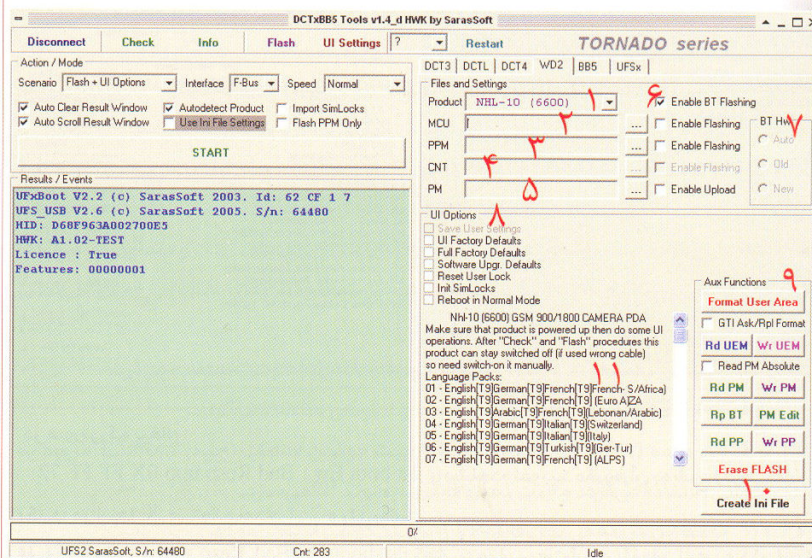 DCTxBB5 Tools v1.4_d HWK by SarasSoft
Disconnect Check Info Flash UI Settings ? Restart TORNADO series
Action / Mode
Scenario Flash + UI Options Interface F-Bus Speed Normal
Auto Clear Result Window Autodetect Product Import SimLocks
Auto Scroll Result Window Use Ini File Settings Flash PPM Only
START
Results / Events
UFxBoot V2.2 (c) SarasSoft 2003. Id: 62 CF 1 7
UFS_USB V2.6 (c) SarasSoft 2005. S/n: 64480
HID: D68F963A002700E5
HWK: A1.02-TEST
Licence : True
Features: 00000001
DCT3 DCTL DCT4 WD2 BB5 UFSx
Files and Settings
Product NHL-10 (6600) ۱ ۶ Enable BT Flashing
MCU ۲ ... Enable Flashing BT Hw ۷
PPM ۳ ... Enable Flashing Auto
CNT ۴ ... Enable Flashing Old
PM ۵ ... Enable Upload New
UI Options ۸
Save User Settings
UI Factory Defaults
Full Factory Defaults
Software Upgr. Defaults
Reset User Lock
Init SimLocks
Reboot in Normal Mode
Nhl-10 (6600) GSM 900/1800 CAMERA PDA
Make sure that product is powered up then do some UI
operations. After "Check" and "Flash" procedures this
product can stay switched off (if used wrong cable)
so need switch-on it manually.
۱۱
Language Packs:
01 - English[T9]German[T9]French[T9]French- S/Africa)
02 - English[T9]German[T9]French[T9] (Euro A)ZA
03 - English[T9]Arabic[T9]French[T9](Lebonan/Arabic)
04 - English[T9]German[T9]Italian[T9](Switzerland)
05 - English[T9]German[T9]Italian[T9](Italy)
06 - English[T9]German[T9]Turkish[T9](Ger-Tur)
07 - English[T9]German[T9]French[T9] (ALPS)
Aux Functions ۹
Format User Area
GTI Ask/Rpl Format
Rd UEM Wr UEM
Read PM Absolute
Rd PM Wr PM
Rp BT PM Edit
Rd PP Wr PP
Erase FLASH
۱۰
Create Ini File
0%
UFS2 SarasSoft, S/n: 64480 Cnt: 283 Idle